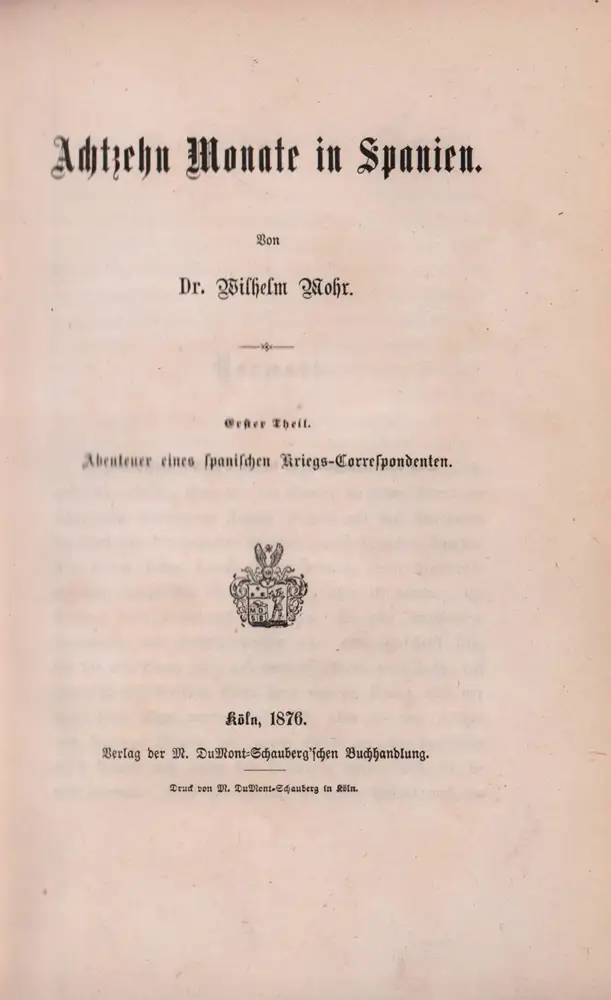 Achtzehn Monate in Spanien.
Von
Dr. Wilhelm Mohr.
Erster Theil.
Abenteuer eines spanischen Kriegs-Correspondenten.
Köln, 1876.
Verlag der M. DuMont-Schauberg'schen Buchhandlung.
Druck von M. DuMont-Schauberg in Köln.